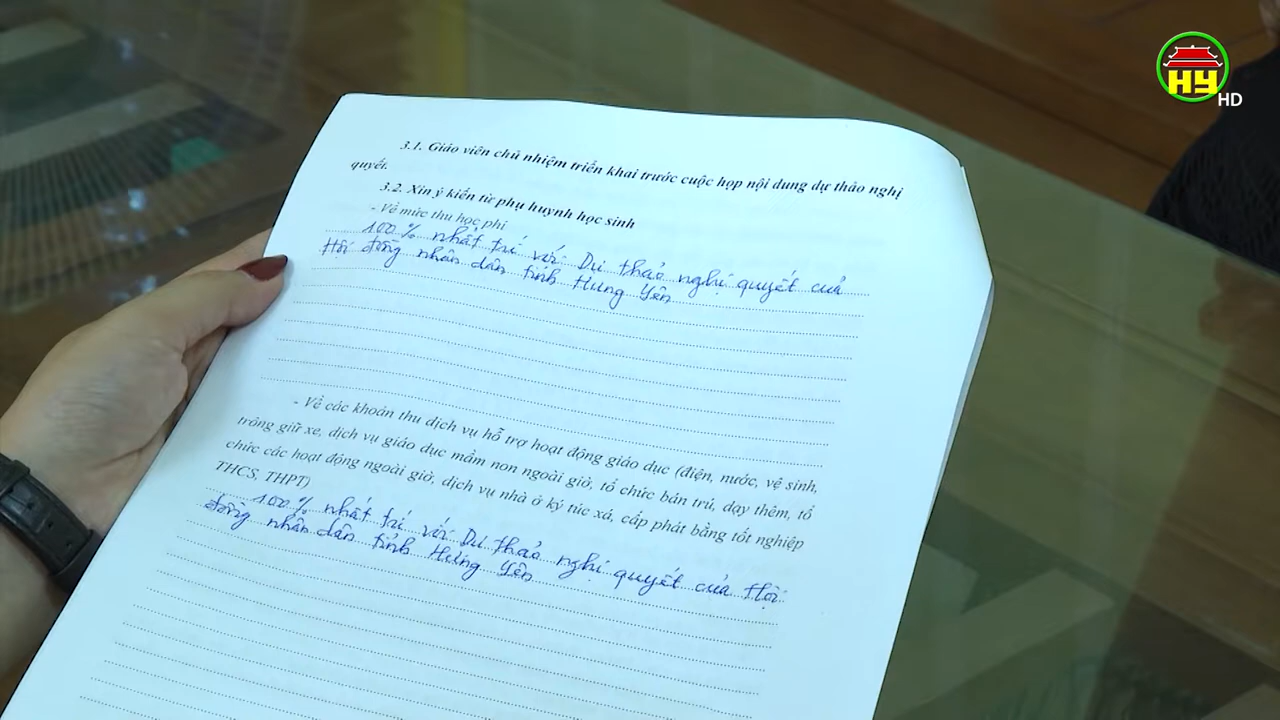 HY
HD
3.1. Giáo viên chủ nhiệm triển khai trước cuộc họp nội dung dự thảo nghị
quyết.
3.2. Xin ý kiến từ phụ huynh học sinh
- Về mức thu học phí
100% nhất trí với Dự thảo nghị quyết của
Hội đồng nhân dân tỉnh Hưng Yên
- Về các khoản thu dịch vụ hỗ trợ hoạt động giáo dục (điện, nước, vệ sinh,
trông giữ xe, dịch vụ giáo dục mầm non ngoài giờ, tổ chức bán trú, dạy thêm, tổ
chức các hoạt động ngoài giờ, dịch vụ nhà ở ký túc xá, cấp phát bằng tốt nghiệp
THCS, THPT)
100% nhất trí với Dự thảo nghị quyết của Hội
đồng nhân dân tỉnh Hưng Yên